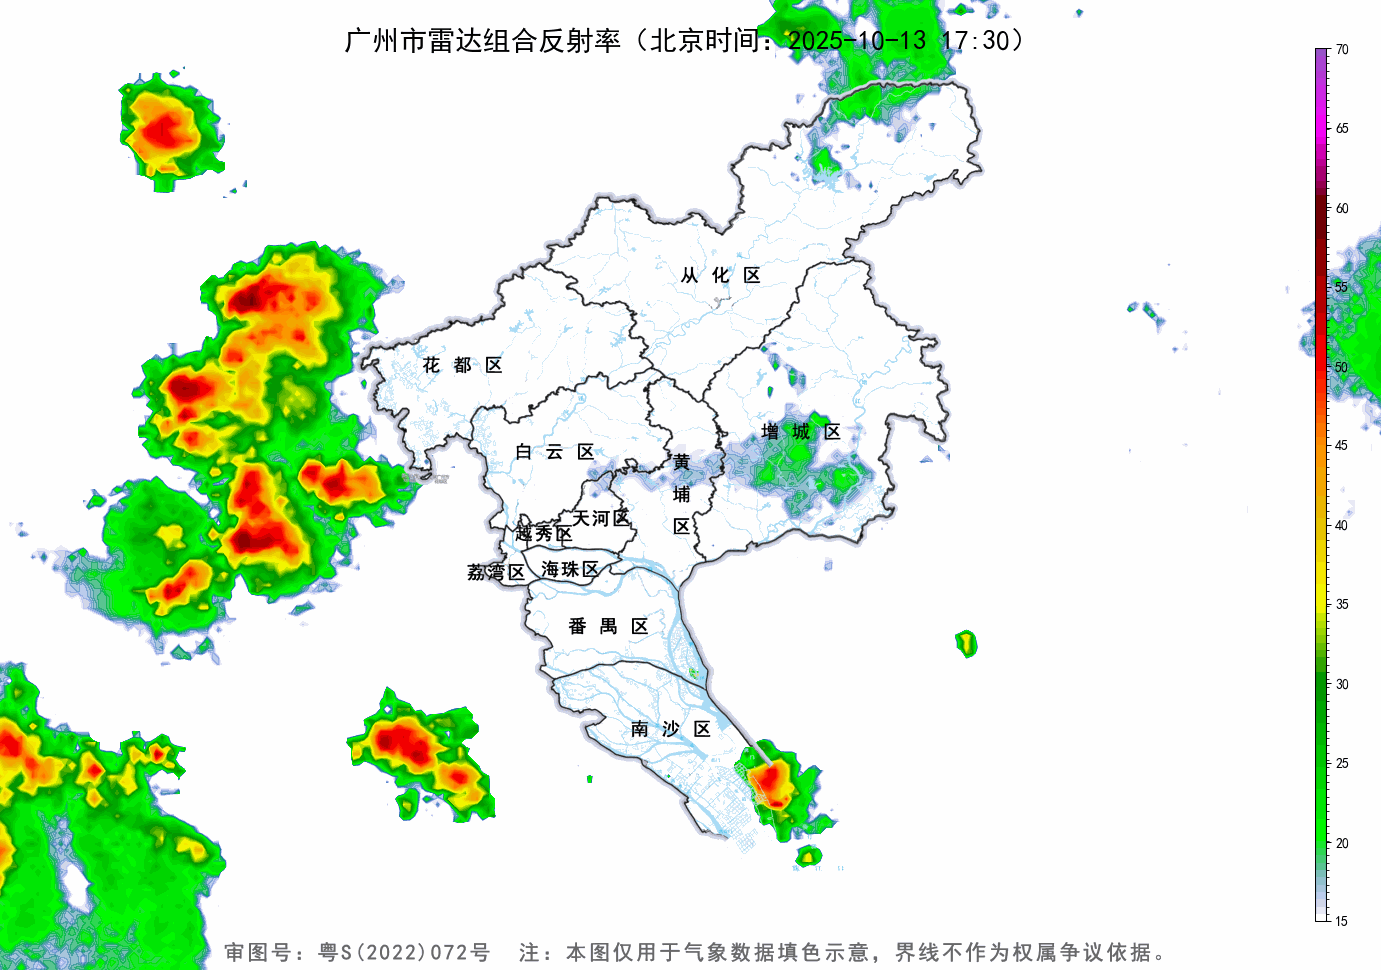 广州市雷达组合反射率（北京时间：2025-10-13 17:30）
70
65
60
55
50
45
40
35
30
25
20
15
从化区
花都区
增城区
白云区
黄埔区
天河区
越秀区
海珠区
荔湾区
番禺区
南沙区
审图号：粤S(2022)072号 注：本图仅用于气象数据填色示意，界线不作为权属争议依据。